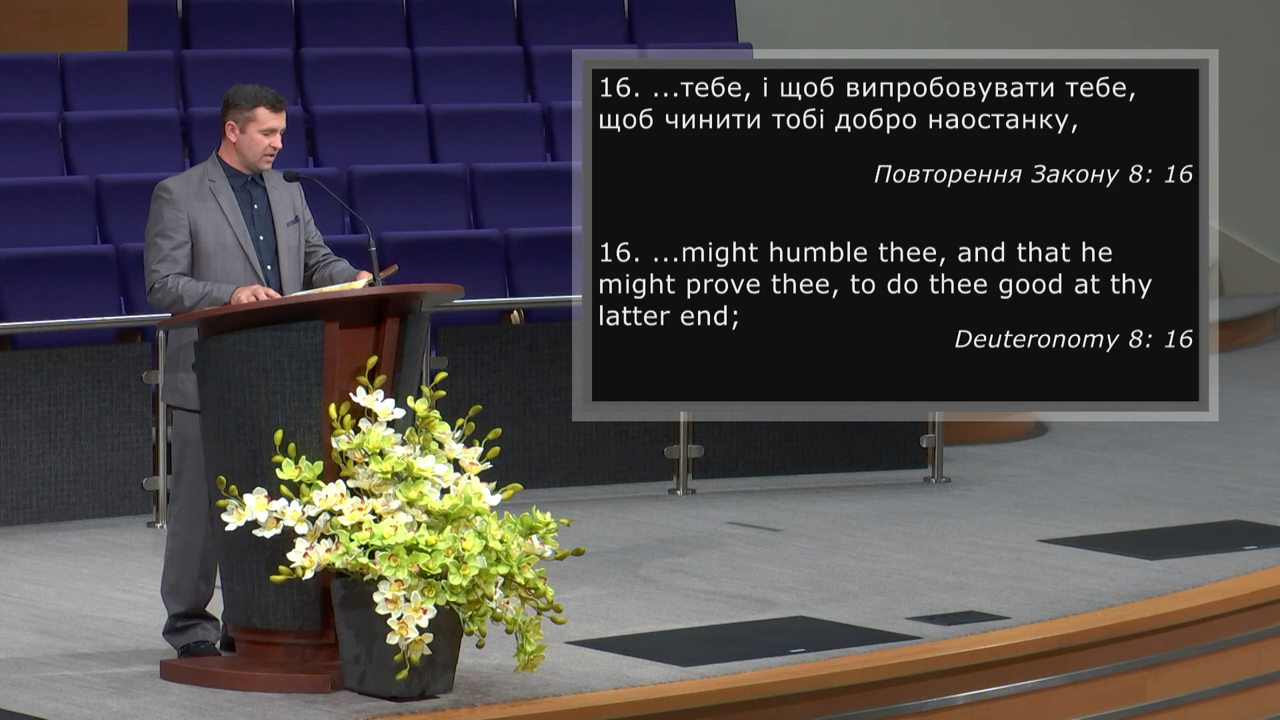 16. ...тебе, і щоб випробовувати тебе,
щоб чинити тобі добро наостанку,
Повторення Закону 8: 16
16. ...might humble thee, and that he
might prove thee, to do thee good at thy
latter end;
Deuteronomy 8: 16